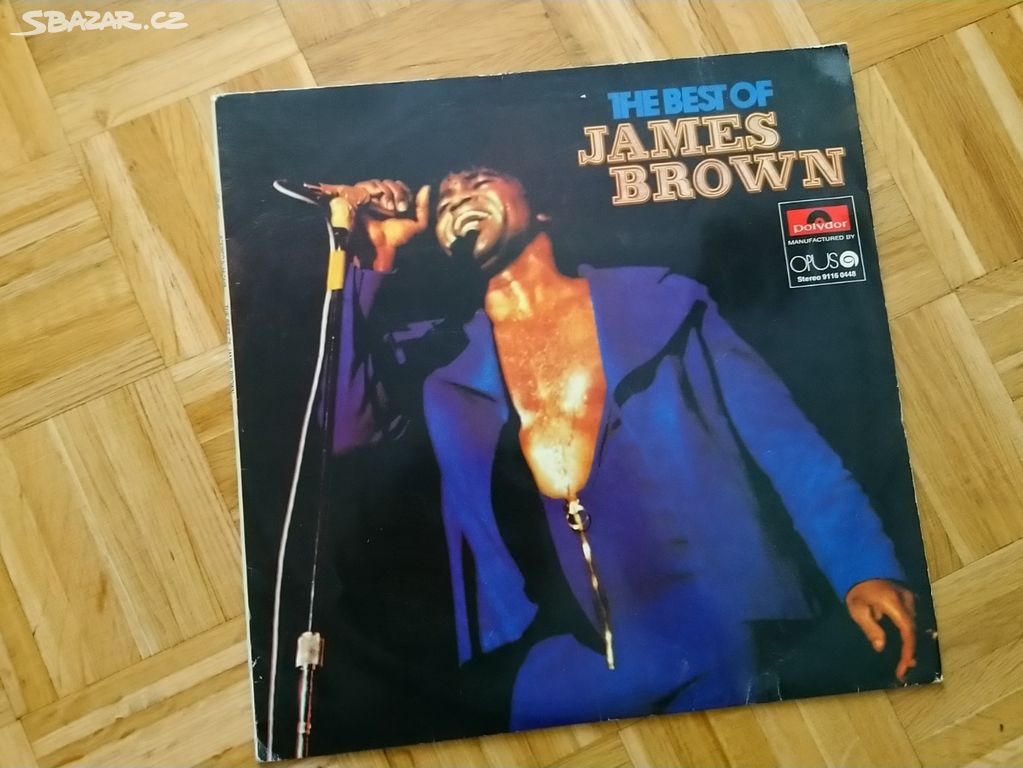 SBAZAR.CZ
THE BEST OF
JAMES
BROWN
polydor
MANUFACTURED BY
OPUS
Stereo 9116 0448